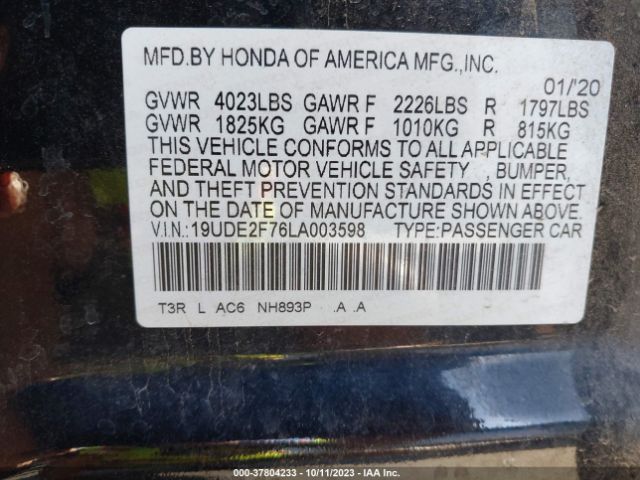 MFD.BY HONDA OF AMERICA MFG.,INC.
01/'20
GVWR 4023LBS GAWR F 2226LBS R 1797LBS
GVWR 1825KG GAWR F 1010KG R 815KG
THIS VEHICLE CONFORMS TO ALL APPLICABLE
FEDERAL MOTOR VEHICLE SAFETY , BUMPER,
AND THEFT PREVENTION STANDARDS IN EFFECT
ON THE DATE OF MANUFACTURE SHOWN ABOVE.
V.I.N.:19UDE2F76LA003598 TYPE:PASSENGER CAR
T3R L AC6 NH893P .A .A
000-37804233 - 10/11/2023 - IAA Inc.